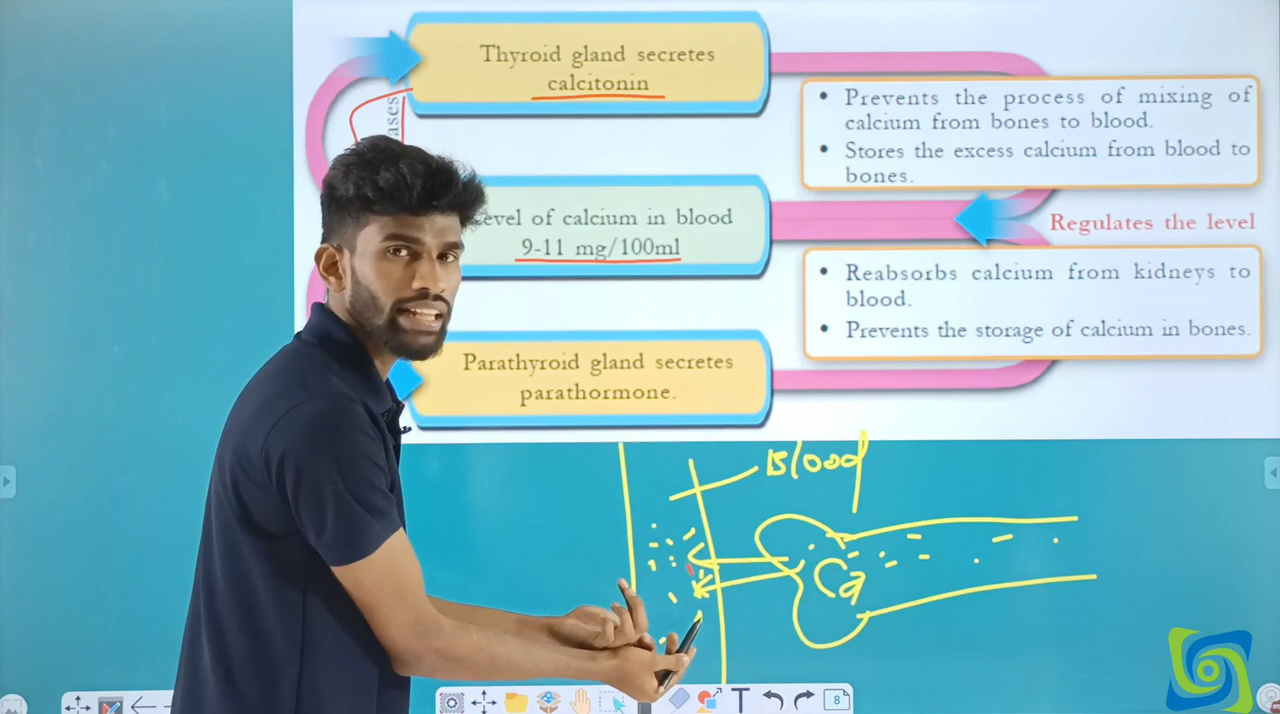 Thyroid gland secretes
calcitonin
ases
• Prevents the process of mixing of
calcium from bones to blood.
• Stores the excess calcium from blood to
bones.
evel of calcium in blood
9-11 mg/100ml
Regulates the level
• Reabsorbs calcium from kidneys to
blood.
• Prevents the storage of calcium in bones.
Parathyroid gland secretes
parathormone.
Blood
Ca
T
8